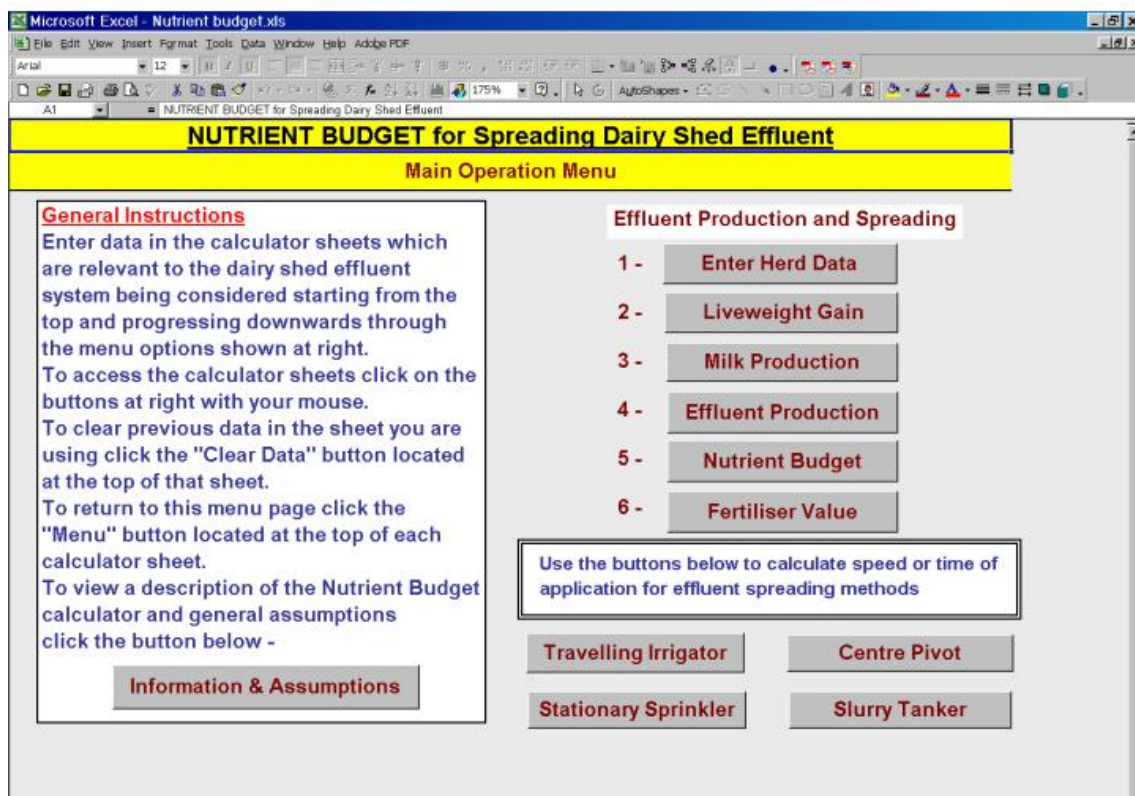 Microsoft Excel - Nutrient budget.xls
File Edit View Insert Format Tools Data Window Help Adobe PDF
Arial 12
175% AutoShapes
A1 = NUTRIENT BUDGET for Spreading Dairy Shed Effluent
NUTRIENT BUDGET for Spreading Dairy Shed Effluent
Main Operation Menu
General Instructions
Enter data in the calculator sheets which
are relevant to the dairy shed effluent
system being considered starting from the
top and progressing downwards through
the menu options shown at right.
To access the calculator sheets click on the
buttons at right with your mouse.
To clear previous data in the sheet you are
using click the "Clear Data" button located
at the top of that sheet.
To return to this menu page click the
"Menu" button located at the top of each
calculator sheet.
To view a description of the Nutrient Budget
calculator and general assumptions
click the button below -
Information & Assumptions
Effluent Production and Spreading
1 - Enter Herd Data
2 - Liveweight Gain
3 - Milk Production
4 - Effluent Production
5 - Nutrient Budget
6 - Fertiliser Value
Use the buttons below to calculate speed or time of
application for effluent spreading methods
Travelling Irrigator Centre Pivot
Stationary Sprinkler Slurry Tanker